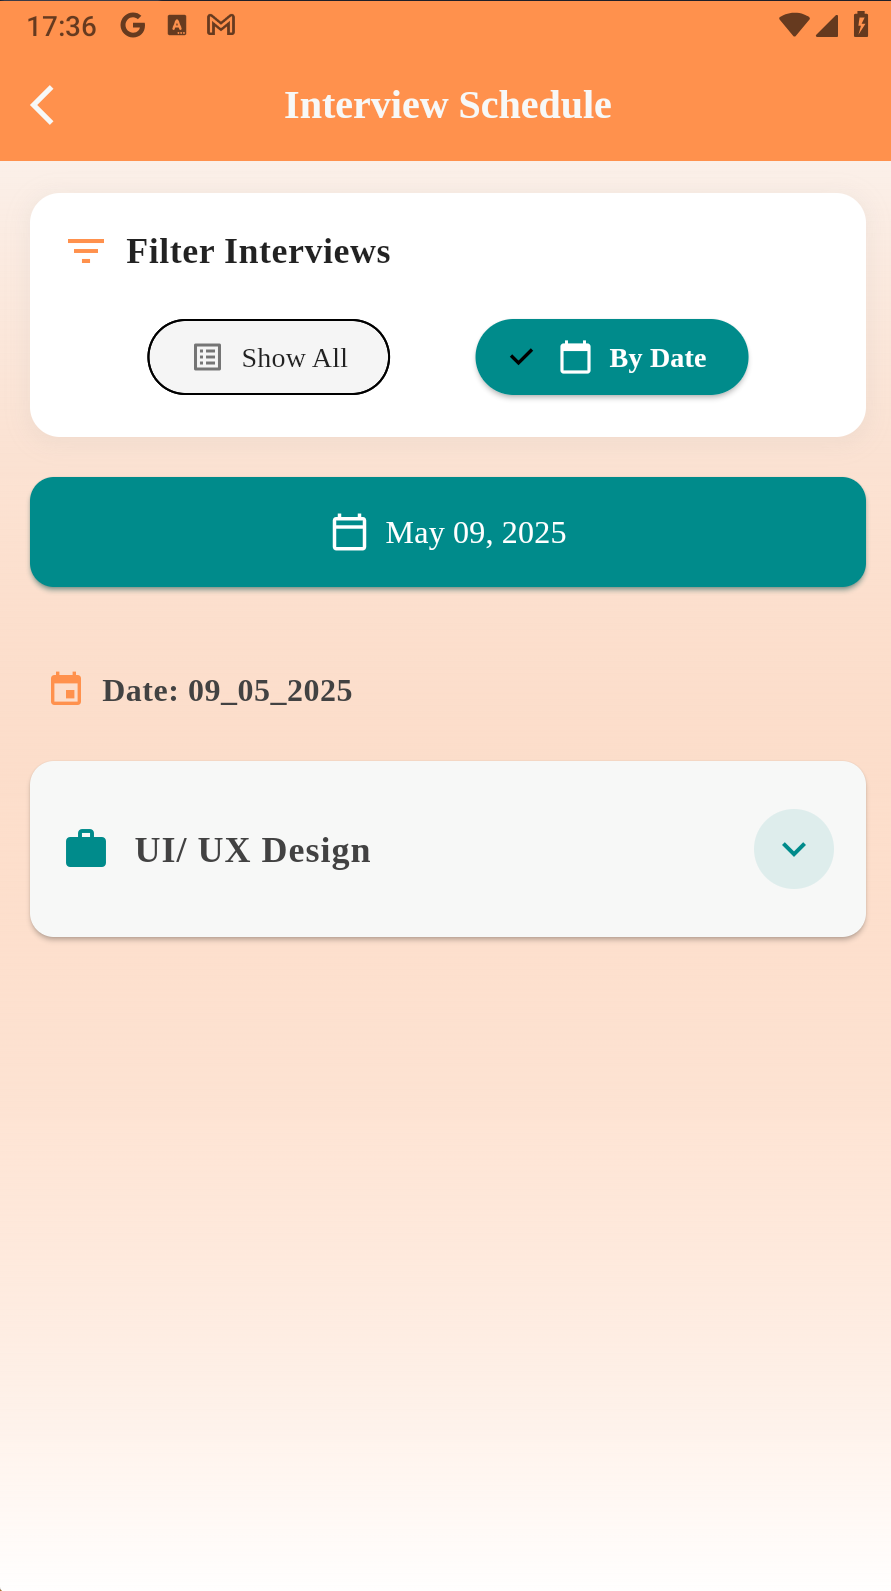 17:36
Interview Schedule
Filter Interviews
Show All
By Date
May 09, 2025
Date: 09_05_2025
UI/ UX Design